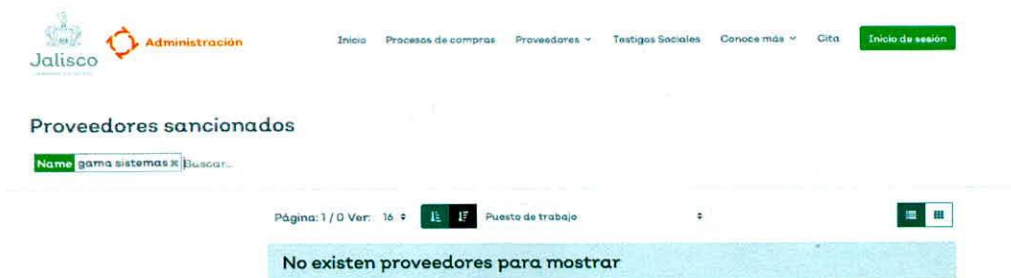 Jalisco
Administración
Inicio Procesos de compras Proveedores Testigos Sociales Conoce más Cita Inicio de sesión
Proveedores sancionados
Name gama sistemas × Buscar...
Página: 1 / 0 Ver: 16 Puesto de trabajo
No existen proveedores para mostrar